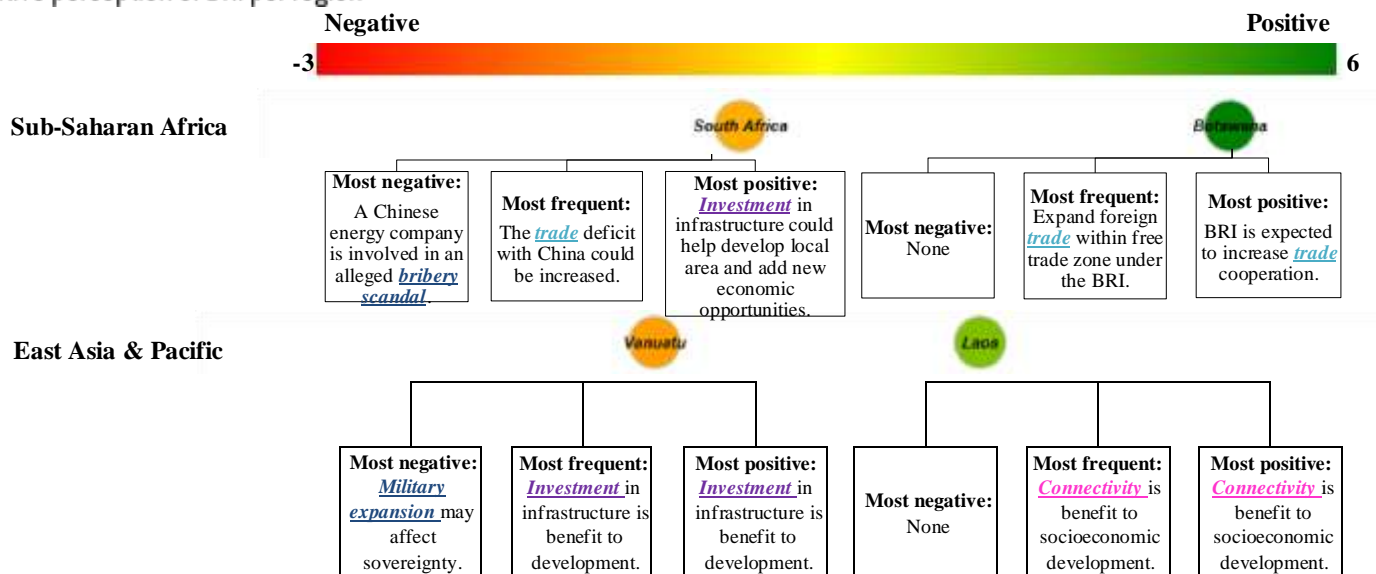 perception of BRI per region
Negative
Positive
-3
6
Sub-Saharan Africa
South Africa
Botswana
Most negative:
A Chinese
energy company
is involved in an
alleged bribery
scandal.
Most frequent:
The trade deficit
with China could
be increased.
Most positive:
Investment in
infrastructure could
help develop local
area and add new
economic
opportunities.
Most negative:
None
Most frequent:
Expand foreign
trade within free
trade zone under
the BRI.
Most positive:
BRI is expected
to increase trade
cooperation.
East Asia & Pacific
Vanuatu
Laos
Most negative:
Military
expansion may
affect
sovereignty.
Most frequent:
Investment in
infrastructure is
benefit to
development.
Most positive:
Investment in
infrastructure is
benefit to
development.
Most negative:
None
Most frequent:
Connectivity is
benefit to
socioeconomic
development.
Most positive:
Connectivity is
benefit to
socioeconomic
development.